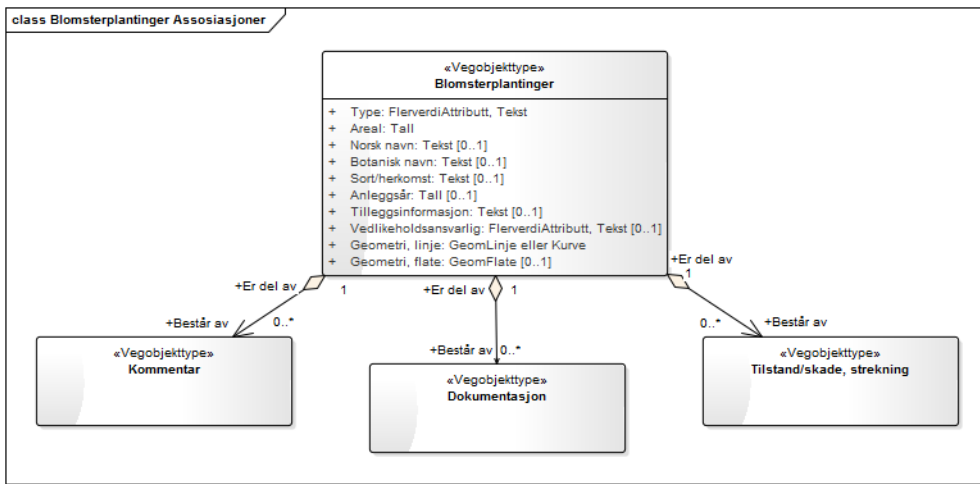 class Blomsterplantinger Assosiasjoner
«Vegobjekttype»
Blomsterplantinger
+ Type: FlerverdiAttributt, Tekst
+ Areal: Tall
+ Norsk navn: Tekst [0..1]
+ Botanisk navn: Tekst [0..1]
+ Sort/herkomst: Tekst [0..1]
+ Anleggsår: Tall [0..1]
+ Tilleggsinformasjon: Tekst [0..1]
+ Vedlikeholdsansvarlig: FlerverdiAttributt, Tekst [0..1]
+ Geometri, linje: GeomLinje eller Kurve
+ Geometri, flate: GeomFlate [0..1]
+Er del av
1
+Består av
0..*
«Vegobjekttype»
Kommentar
+Er del av
1
+Består av
0..*
«Vegobjekttype»
Dokumentasjon
+Er del av
1
0..*
+Består av
«Vegobjekttype»
Tilstand/skade, strekning